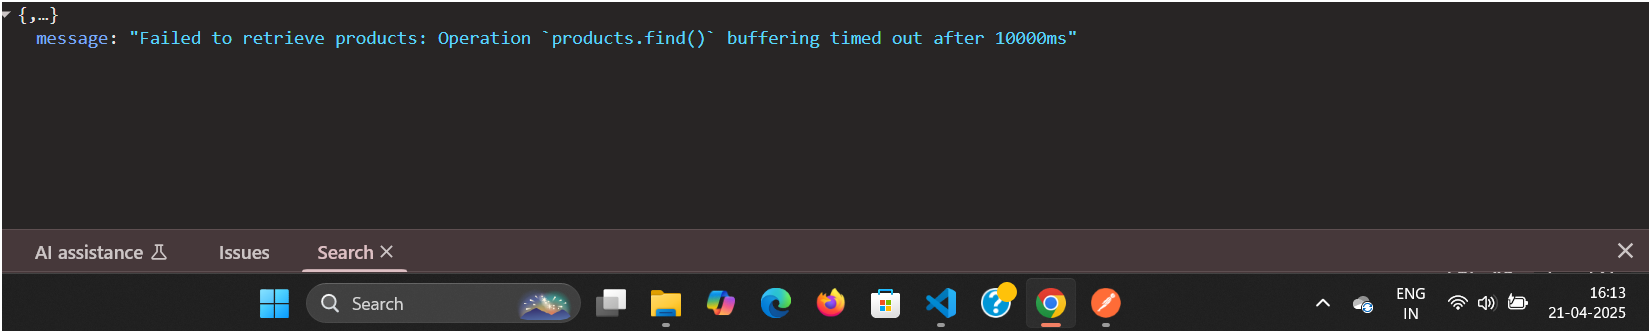 {,…}
message: "Failed to retrieve products: Operation `products.find()` buffering timed out after 10000ms"
AI assistance
Issues
Search
Search
ENG
IN
16:13
21-04-2025